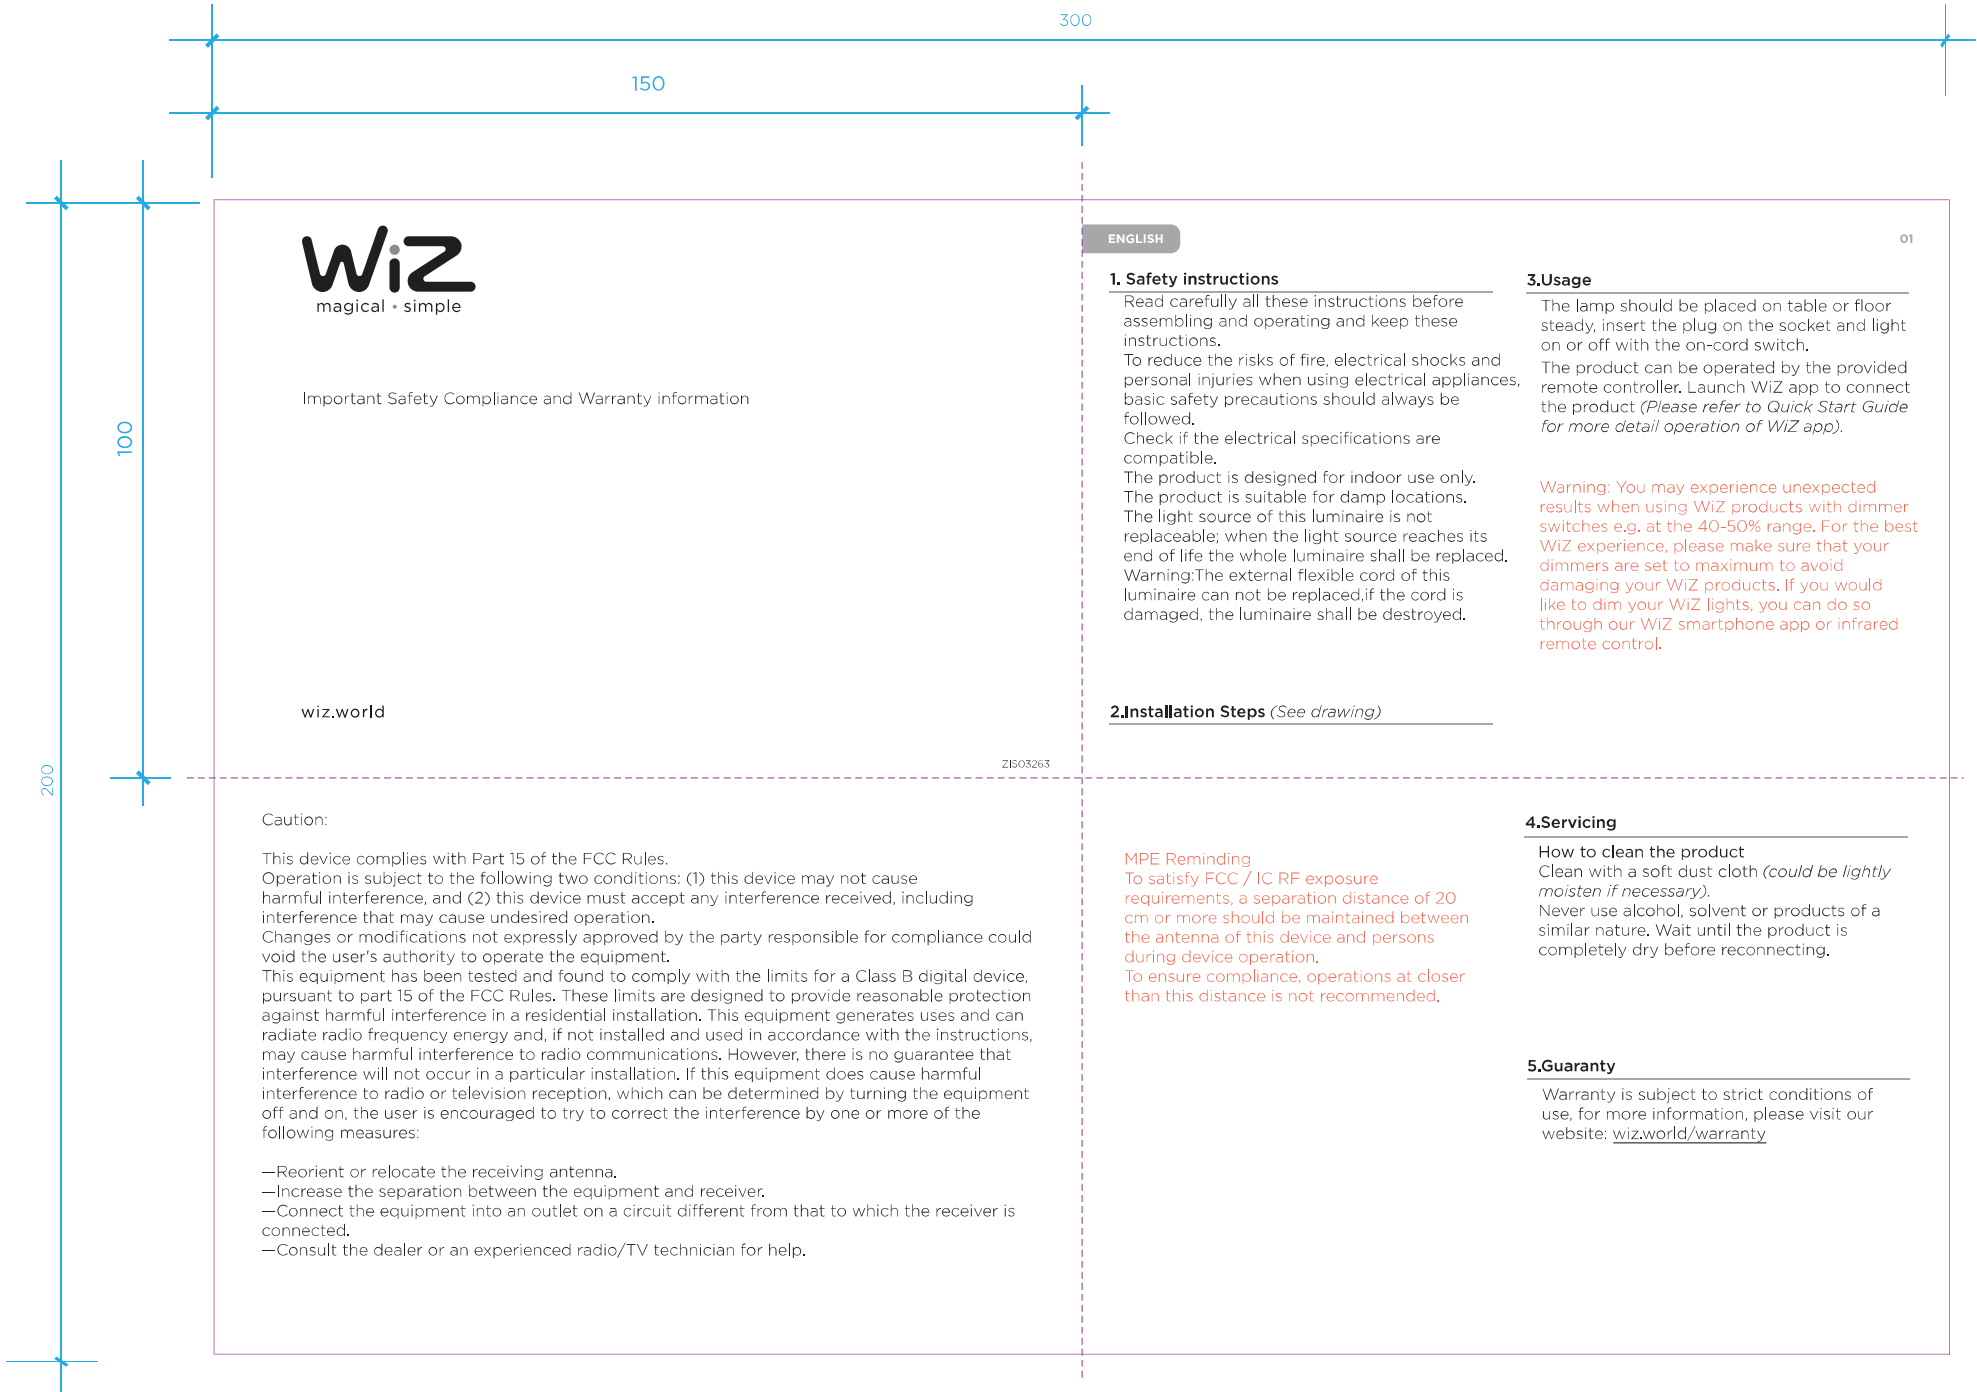 300
150
100
200
WiZ
magical • simple
Important Safety Compliance and Warranty information
wiz.world
ZIS03263
ENGLISH
01
1. Safety instructions
Read carefully all these instructions before
assembling and operating and keep these
instructions.
To reduce the risks of fire, electrical shocks and
personal injuries when using electrical appliances,
basic safety precautions should always be
followed.
Check if the electrical specifications are
compatible.
The product is designed for indoor use only.
The product is suitable for damp locations.
The light source of this luminaire is not
replaceable; when the light source reaches its
end of life the whole luminaire shall be replaced.
Warning:The external flexible cord of this
luminaire can not be replaced,if the cord is
damaged, the luminaire shall be destroyed.
2.Installation Steps (See drawing)
3.Usage
The lamp should be placed on table or floor
steady, insert the plug on the socket and light
on or off with the on-cord switch.
The product can be operated by the provided
remote controller. Launch WiZ app to connect
the product (Please refer to Quick Start Guide
for more detail operation of WiZ app).
Warning: You may experience unexpected
results when using WiZ products with dimmer
switches e.g. at the 40-50% range. For the best
WiZ experience, please make sure that your
dimmers are set to maximum to avoid
damaging your WiZ products. If you would
like to dim your WiZ lights, you can do so
through our WiZ smartphone app or infrared
remote control.
Caution:
This device complies with Part 15 of the FCC Rules.
Operation is subject to the following two conditions: (1) this device may not cause
harmful interference, and (2) this device must accept any interference received, including
interference that may cause undesired operation.
Changes or modifications not expressly approved by the party responsible for compliance could
void the user's authority to operate the equipment.
This equipment has been tested and found to comply with the limits for a Class B digital device,
pursuant to part 15 of the FCC Rules. These limits are designed to provide reasonable protection
against harmful interference in a residential installation. This equipment generates uses and can
radiate radio frequency energy and, if not installed and used in accordance with the instructions,
may cause harmful interference to radio communications. However, there is no guarantee that
interference will not occur in a particular installation. If this equipment does cause harmful
interference to radio or television reception, which can be determined by turning the equipment
off and on, the user is encouraged to try to correct the interference by one or more of the
following measures:
—Reorient or relocate the receiving antenna.
—Increase the separation between the equipment and receiver.
—Connect the equipment into an outlet on a circuit different from that to which the receiver is
connected.
—Consult the dealer or an experienced radio/TV technician for help.
MPE Reminding
To satisfy FCC / IC RF exposure
requirements, a separation distance of 20
cm or more should be maintained between
the antenna of this device and persons
during device operation.
To ensure compliance, operations at closer
than this distance is not recommended.
4.Servicing
How to clean the product
Clean with a soft dust cloth (could be lightly
moisten if necessary).
Never use alcohol, solvent or products of a
similar nature. Wait until the product is
completely dry before reconnecting.
5.Guaranty
Warranty is subject to strict conditions of
use, for more information, please visit our
website: wiz.world/warranty